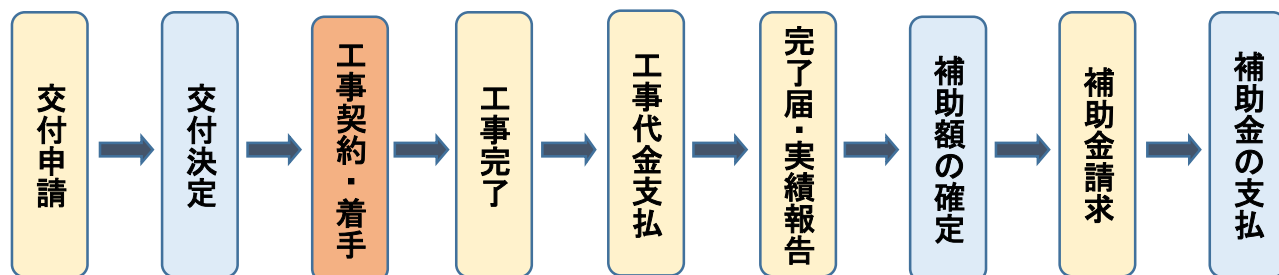 交付申請
交付決定
工事契約・着手
工事完了
工事代金支払
完了届・実績報告
補助額の確定
補助金請求
補助金の支払